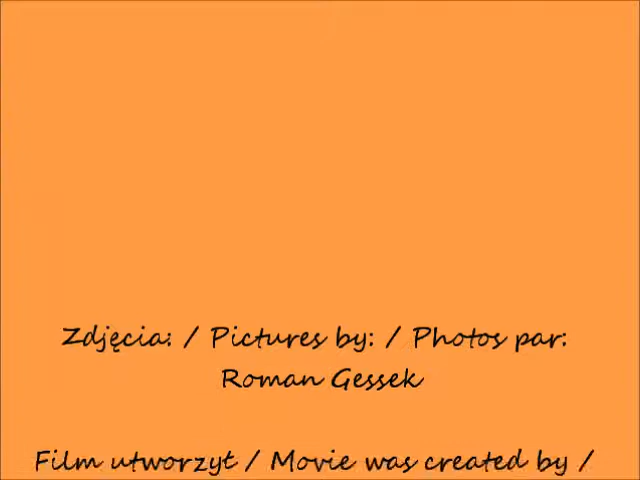 Zdjęcia: / Pictures by: / Photos par:
Roman Gessek
Film utworzył / Movie was created by /